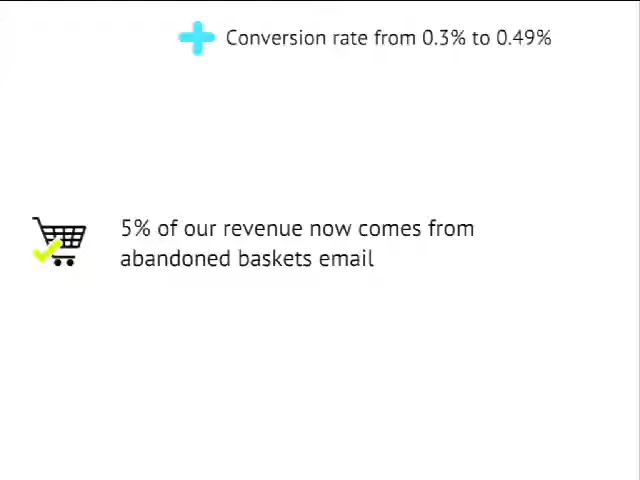 Conversion rate from 0.3% to 0.49%
5% of our revenue now comes from
abandoned baskets email